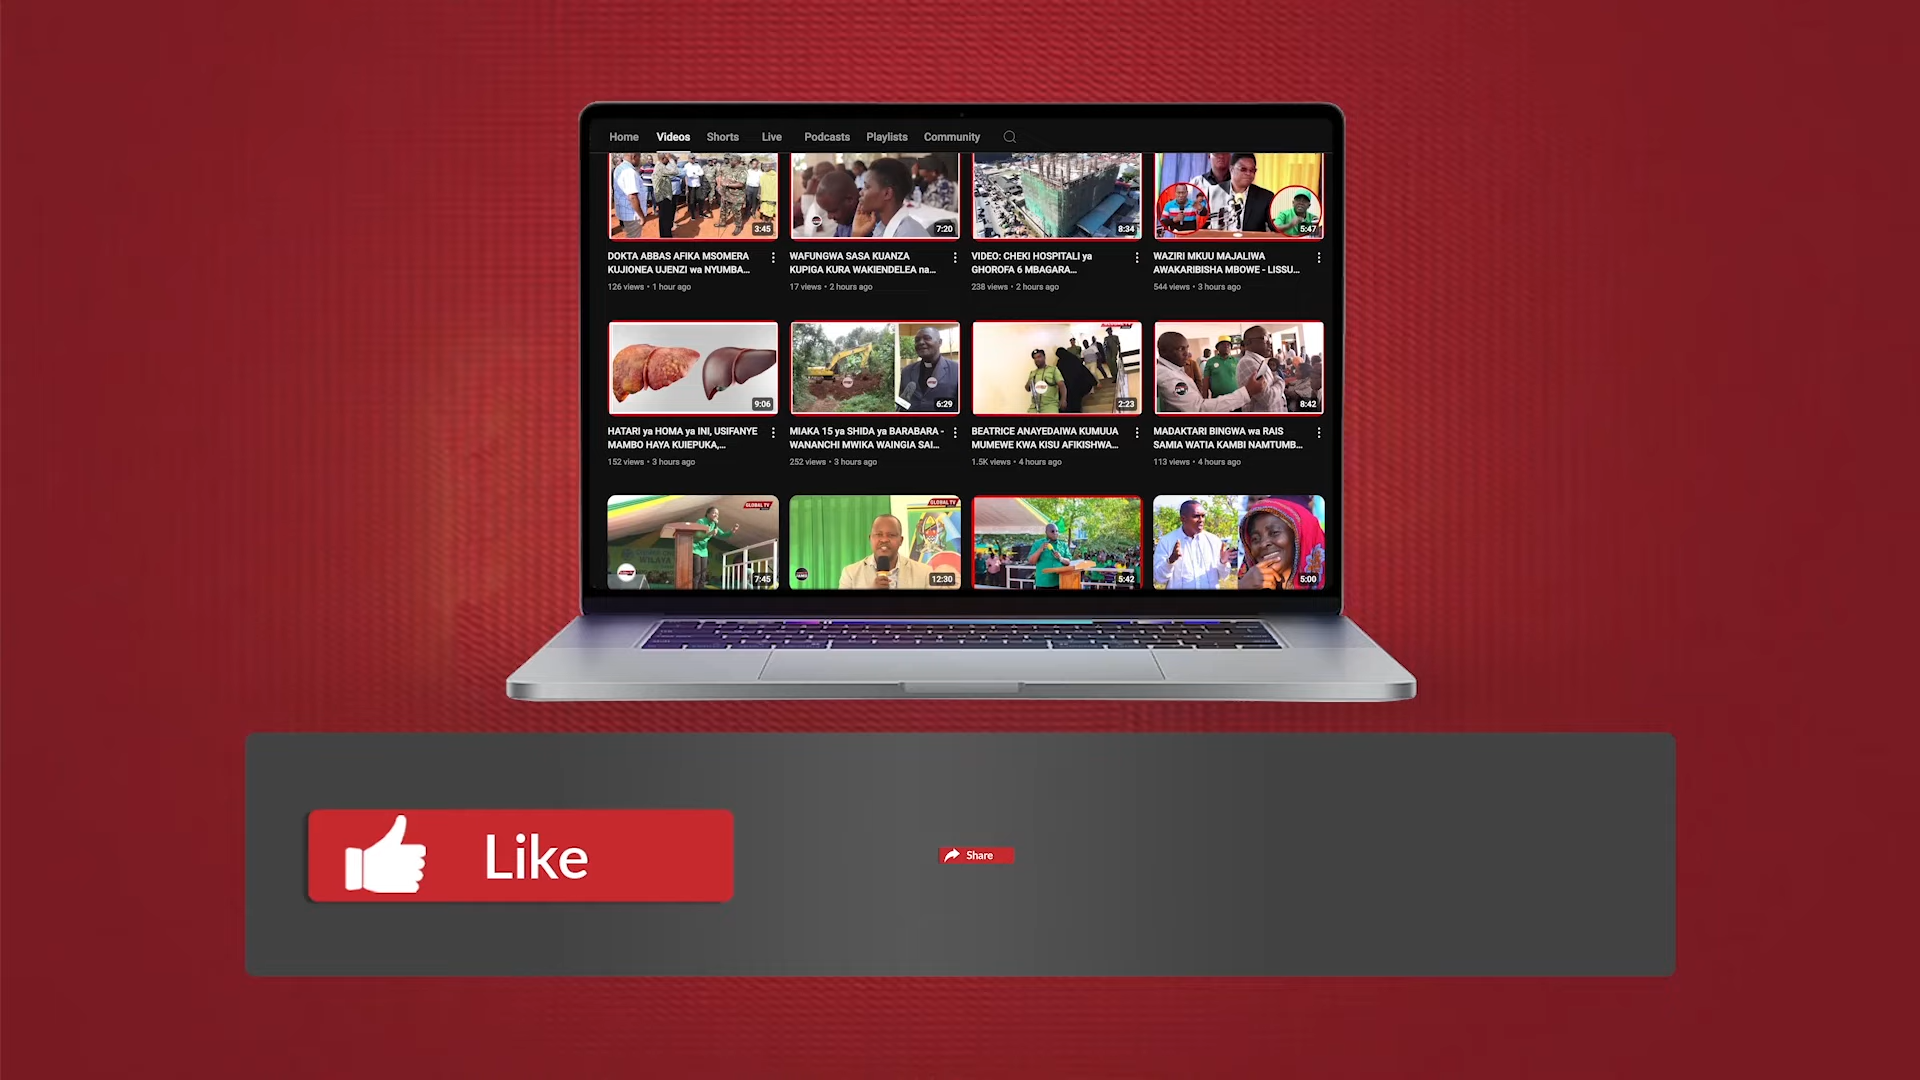 Home Videos Shorts Live Podcasts Playlists Community
3:45
7:20
8:34
5:47
DOKTA ABBAS AFIKA MSOMERA
KUJIONEA UJENZI wa NYUMBA...
126 views • 1 hour ago
WAFUNGWA SASA KUANZA
KUPIGA KURA WAKIENDELEA na...
17 views • 2 hours ago
VIDEO: CHEKI HOSPITALI ya
GHOROFA 6 MBAGARA...
238 views • 2 hours ago
WAZIRI MKUU MAJALIWA
AWAKARIBISHA MBOWE - LISSU...
544 views • 3 hours ago
9:06
6:29
2:23
8:42
HATARI ya HOMA ya INI, USIFANYE
MAMBO HAYA KUIEPUKA,...
152 views • 3 hours ago
MIAKA 15 ya SHIDA ya BARABARA -
WANANCHI MWIKA WAINGIA SAI...
252 views • 3 hours ago
BEATRICE ANAYEDAIWA KUMUUA
MUMEWE KWA KISU AFIKISHWA...
1.5K views • 4 hours ago
MADAKTARI BINGWA wa RAIS
SAMIA WATIA KAMBI NAMTUMB...
113 views • 4 hours ago
GLOBAL TV
GLOBAL TV
7:45
12:30
5:42
5:00
Like
Share